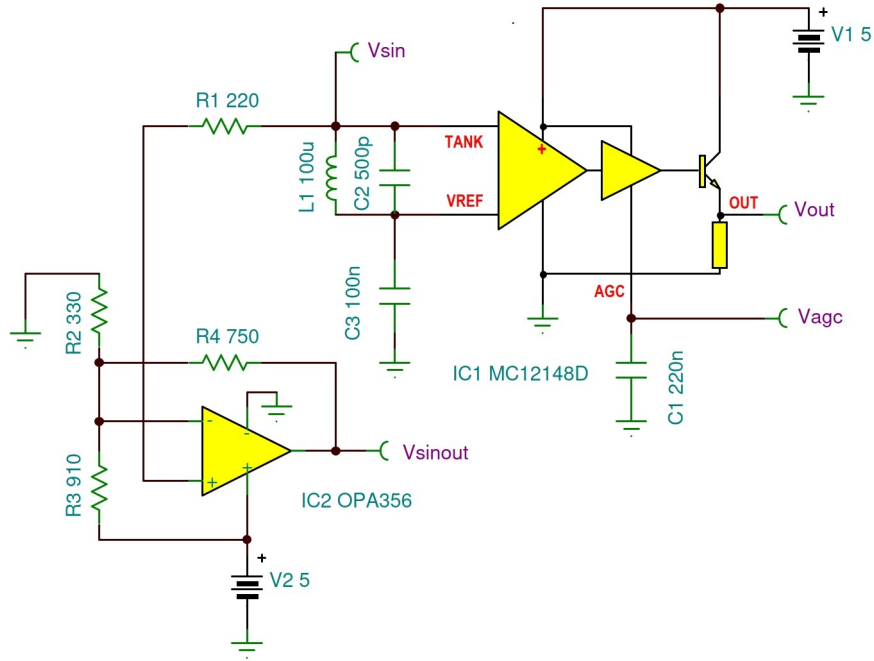 +
V1 5
Vsin
R1 220
TANK
+
L1 100u
C2 500p
VREF
OUT
Vout
AGC
Vagc
C3 100n
R2 330
R4 750
IC1 MC12148D
C1 220n
-
-
Vsinout
+
+
R3 910
IC2 OPA356
+
V2 5